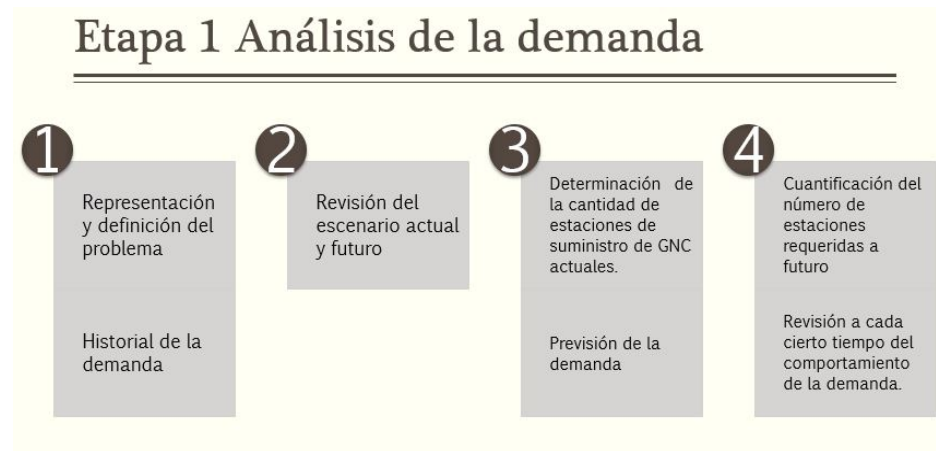 Etapa 1 Análisis de la demanda
1
Representación
y definición del
problema
Historial de la
demanda
2
Revisión del
escenario actual
y futuro
3
Determinación de
la cantidad de
estaciones de
suministro de GNC
actuales.
Previsión de la
demanda
4
Cuantificación del
número de
estaciones
requeridas a
futuro
Revisión a cada
cierto tiempo del
comportamiento
de la demanda.